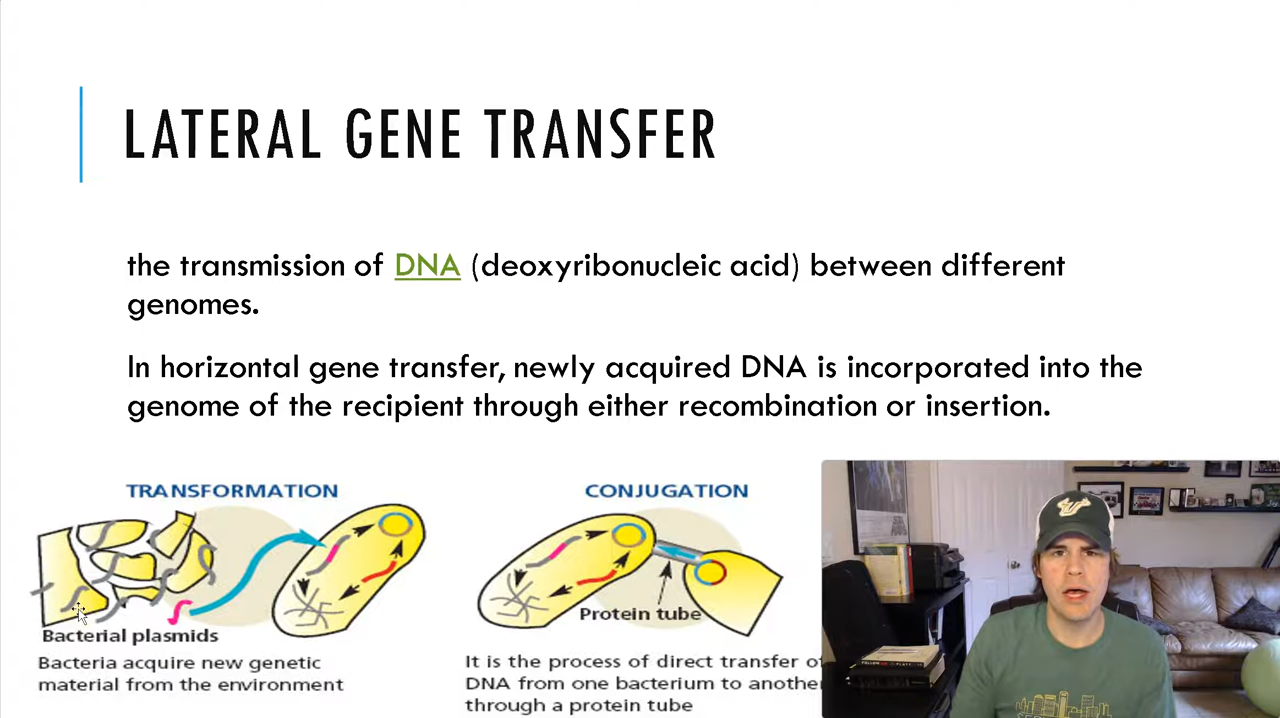 LATERAL GENE TRANSFER
the transmission of DNA (deoxyribonucleic acid) between different
genomes.
In horizontal gene transfer, newly acquired DNA is incorporated into the
genome of the recipient through either recombination or insertion.
TRANSFORMATION
Bacterial plasmids
Bacteria acquire new genetic
material from the environment
CONJUGATION
Protein tube
It is the process of direct transfer of
DNA from one bacterium to another
through a protein tube